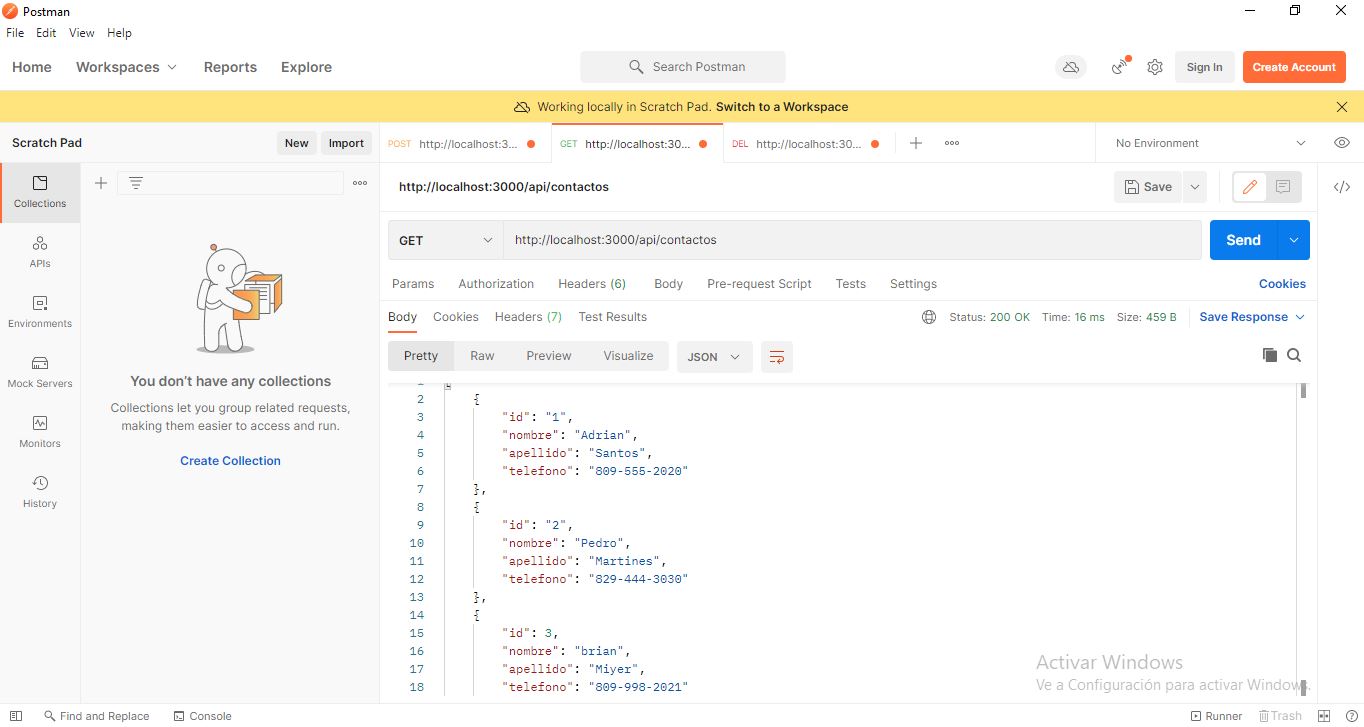 Postman
File Edit View Help
Home Workspaces Reports Explore Search Postman Sign In Create Account
Working locally in Scratch Pad. Switch to a Workspace
Scratch Pad New Import POST http://localhost:3... GET http://localhost:30... DEL http://localhost:30... No Environment
Collections
APIs
Environments
Mock Servers
Monitors
History
You don't have any collections
Collections let you group related requests,
making them easier to access and run.
Create Collection
http://localhost:3000/api/contactos Save
GET http://localhost:3000/api/contactos Send
Params Authorization Headers (6) Body Pre-request Script Tests Settings Cookies
Body Cookies Headers (7) Test Results Status: 200 OK Time: 16 ms Size: 459 B Save Response
Pretty Raw Preview Visualize JSON
1 [
2 {
3 "id": "1",
4 "nombre": "Adrian",
5 "apellido": "Santos",
6 "telefono": "809-555-2020"
7 },
8 {
9 "id": "2",
10 "nombre": "Pedro",
11 "apellido": "Martines",
12 "telefono": "829-444-3030"
13 },
14 {
15 "id": 3,
16 "nombre": "brian",
17 "apellido": "Miyer",
18 "telefono": "809-998-2021"
Activar Windows
Ve a Configuración para activar Windows.
Find and Replace Console Runner Trash